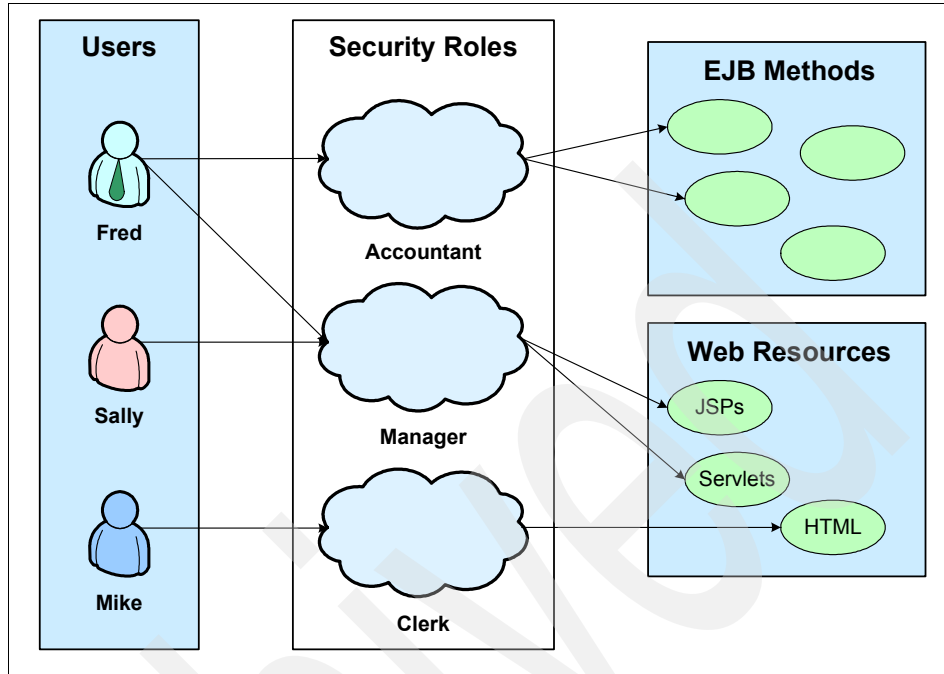 Users
Security Roles
EJB Methods
Fred
Accountant
Sally
Manager
Web Resources
JSPs
Servlets
HTML
Mike
Clerk